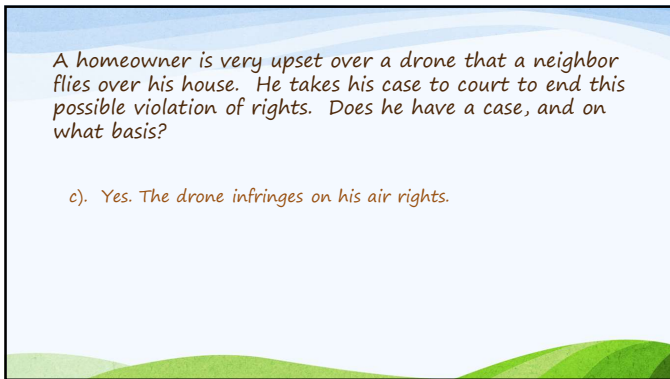 A homeowner is very upset over a drone that a neighbor
flies over his house.  He takes his case to court to end this
possible violation of rights.  Does he have a case, and on
what basis?
c).  Yes. The drone infringes on his air rights.